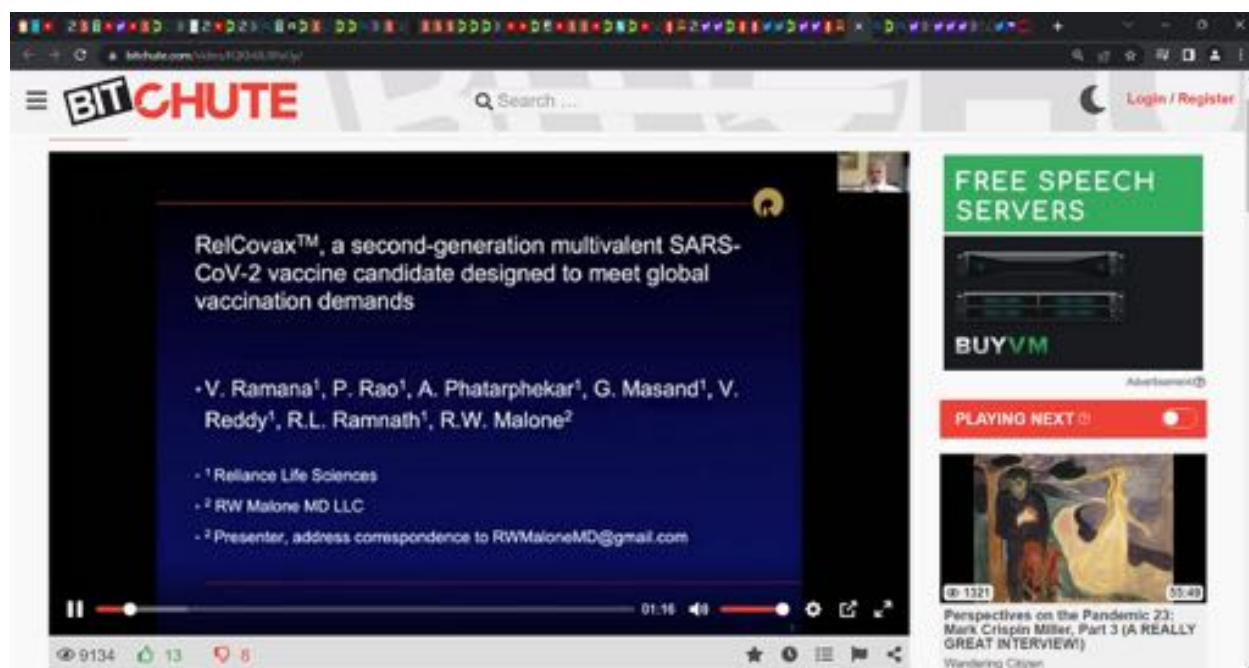 BITCHUTE
Search ...
Login / Register
RelCovax™, a second-generation multivalent SARS-
CoV-2 vaccine candidate designed to meet global
vaccination demands
• V. Ramana¹, P. Rao¹, A. Phatarphekar¹, G. Masand¹, V.
Reddy¹, R.L. Ramnath¹, R.W. Malone²
- ¹ Reliance Life Sciences
- ² RW Malone MD LLC
- ² Presenter, address correspondence to RWMaloneMD@gmail.com
01:16
9134 13 8
FREE SPEECH
SERVERS
BUYVM
Advertisement
PLAYING NEXT
1321 55:49
Perspectives on the Pandemic 23:
Mark Crispin Miller, Part 3 (A REALLY
GREAT INTERVIEW!)
Wandering Citizen